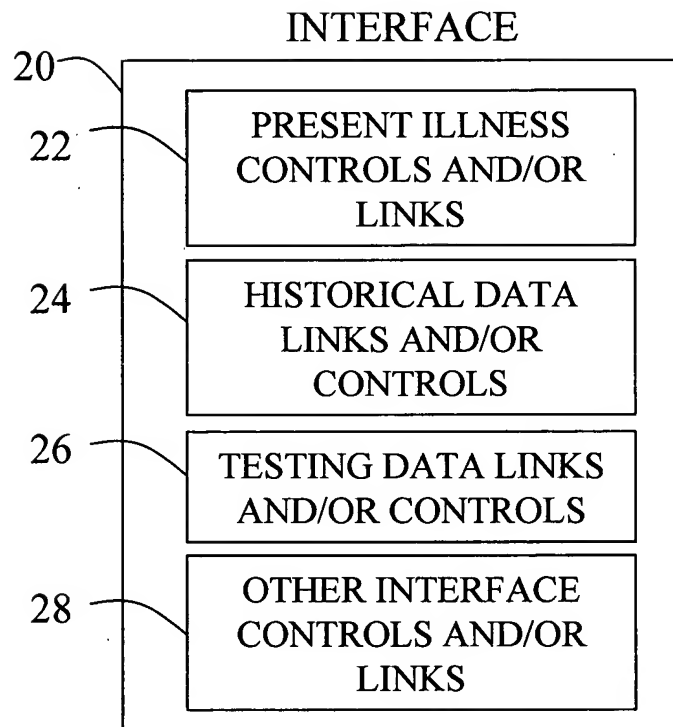 INTERFACE
20
22
PRESENT ILLNESS
CONTROLS AND/OR
LINKS
24
HISTORICAL DATA
LINKS AND/OR
CONTROLS
26
TESTING DATA LINKS
AND/OR CONTROLS
28
OTHER INTERFACE
CONTROLS AND/OR
LINKS